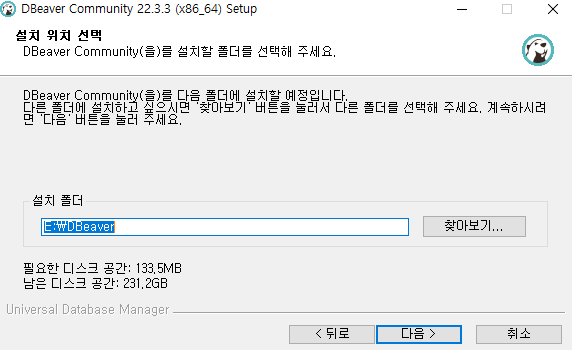 DBeaver Community 22.3.3 (x86_64) Setup
설치 위치 선택
DBeaver Community(을)를 설치할 폴더를 선택해 주세요.
DBeaver Community(을)를 다음 폴더에 설치할 예정입니다.
다른 폴더에 설치하고 싶으시면 '찾아보기' 버튼을 눌러서 다른 폴더를 선택해 주세요. 계속하시려
면 '다음' 버튼을 눌러 주세요.
설치 폴더
E:₩DBeaver
찾아보기...
필요한 디스크 공간: 133.5MB
남은 디스크 공간: 231.2GB
Universal Database Manager
< 뒤로
다음 >
취소